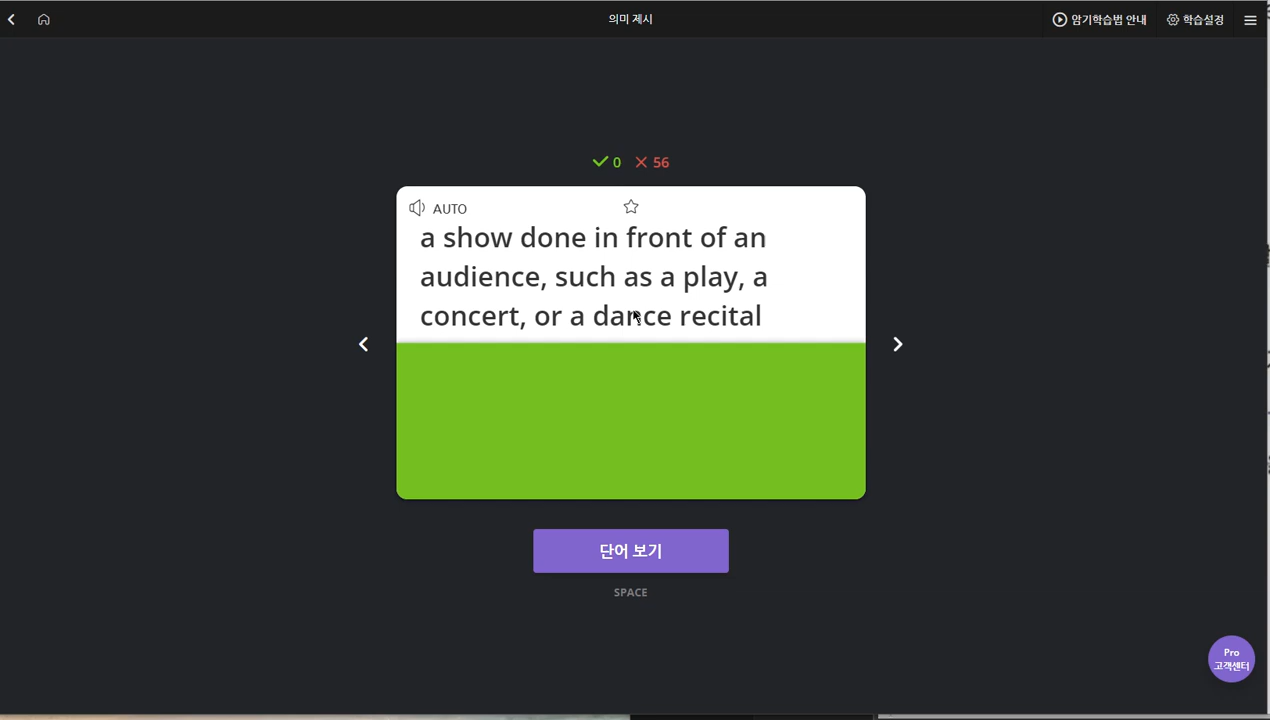 의미 제시
암기학습법 안내
학습설정
0 56
AUTO
a show done in front of an
audience, such as a play, a
concert, or a dance recital
단어 보기
SPACE
Pro
고객센터